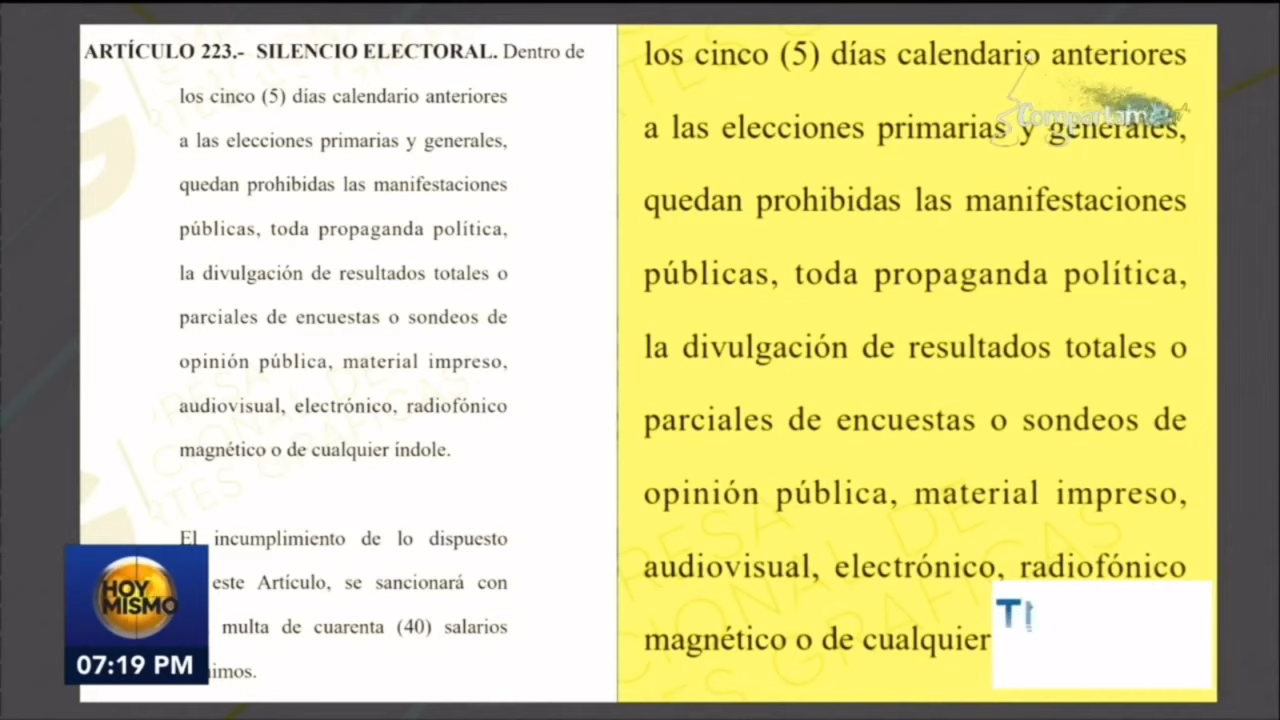 ARTÍCULO 223.- SILENCIO ELECTORAL. Dentro de
los cinco (5) días calendario anteriores
a las elecciones primarias y generales,
quedan prohibidas las manifestaciones
públicas, toda propaganda política,
la divulgación de resultados totales o
parciales de encuestas o sondeos de
opinión pública, material impreso,
audiovisual, electrónico, radiofónico
magnético o de cualquier índole.
El incumplimiento de lo dispuesto
este Artículo, se sancionará con
multa de cuarenta (40) salarios
los cinco (5) días calendario anteriores
a las elecciones primarias y generales,
quedan prohibidas las manifestaciones
públicas, toda propaganda política,
la divulgación de resultados totales o
parciales de encuestas o sondeos de
opinión pública, material impreso,
audiovisual, electrónico, radiofónico
magnético o de cualquier
HOY
MISMO
07:19 PM